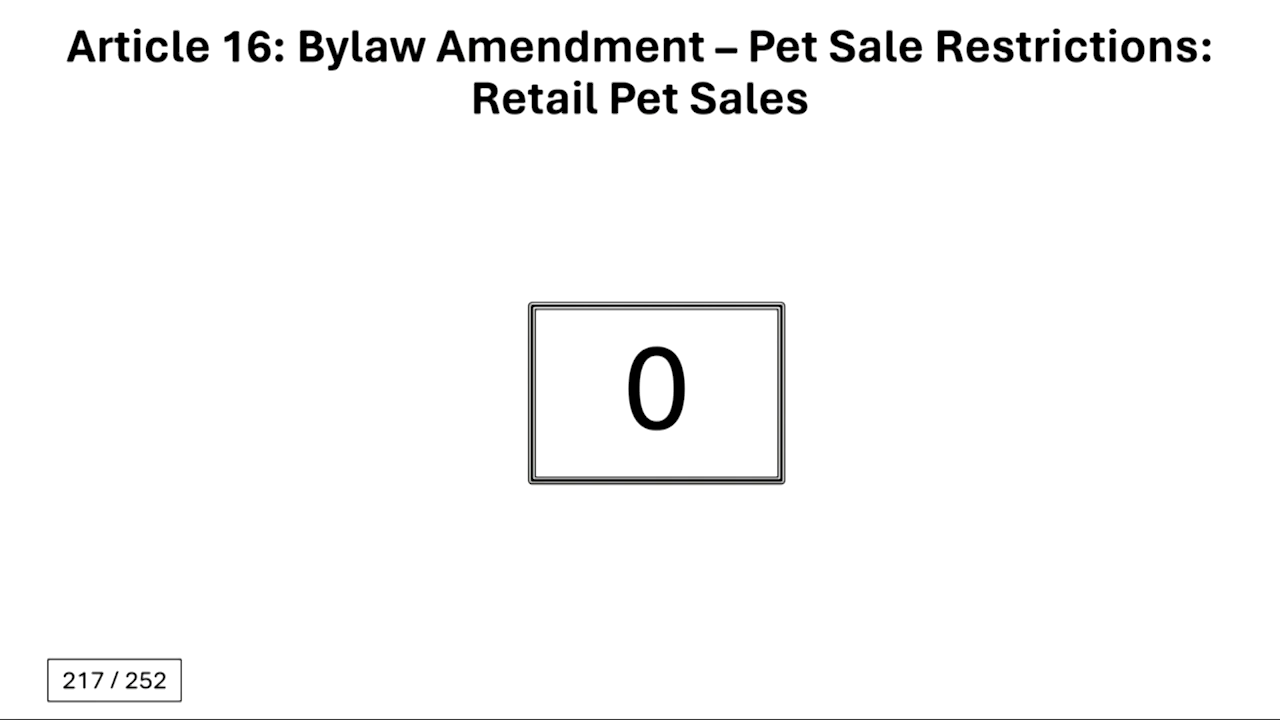 Article 16: Bylaw Amendment – Pet Sale Restrictions:
Retail Pet Sales
0
217 / 252